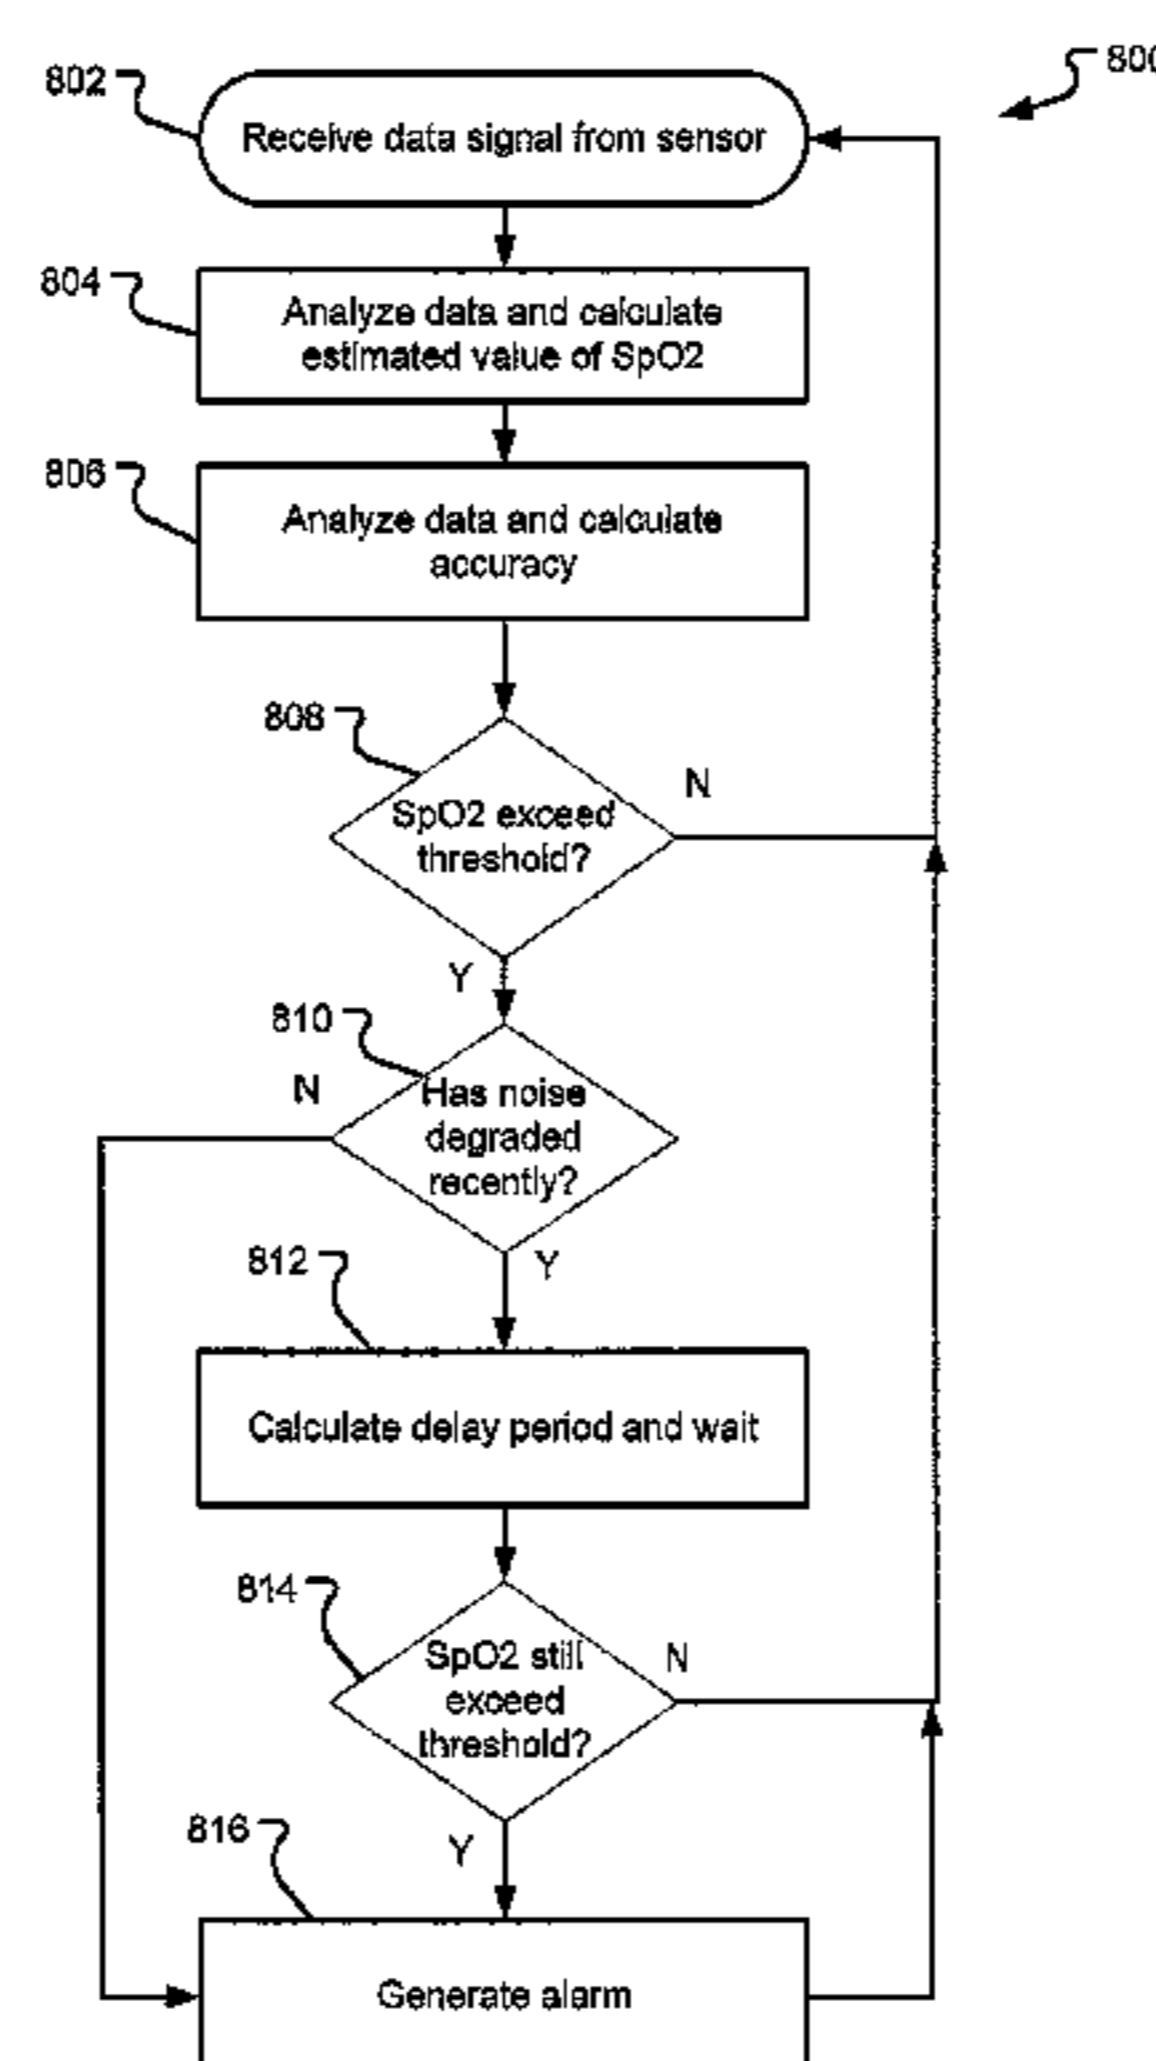 800
802
Receive data signal from sensor
804
Analyze data and calculate
estimated value of SpO2
806
Analyze data and calculate
accuracy
808
SpO2 exceed
threshold?
N
Y
810
Has noise
degraded
recently?
N
Y
812
Calculate delay period and wait
814
SpO2 still
exceed
threshold?
N
Y
816
Generate alarm